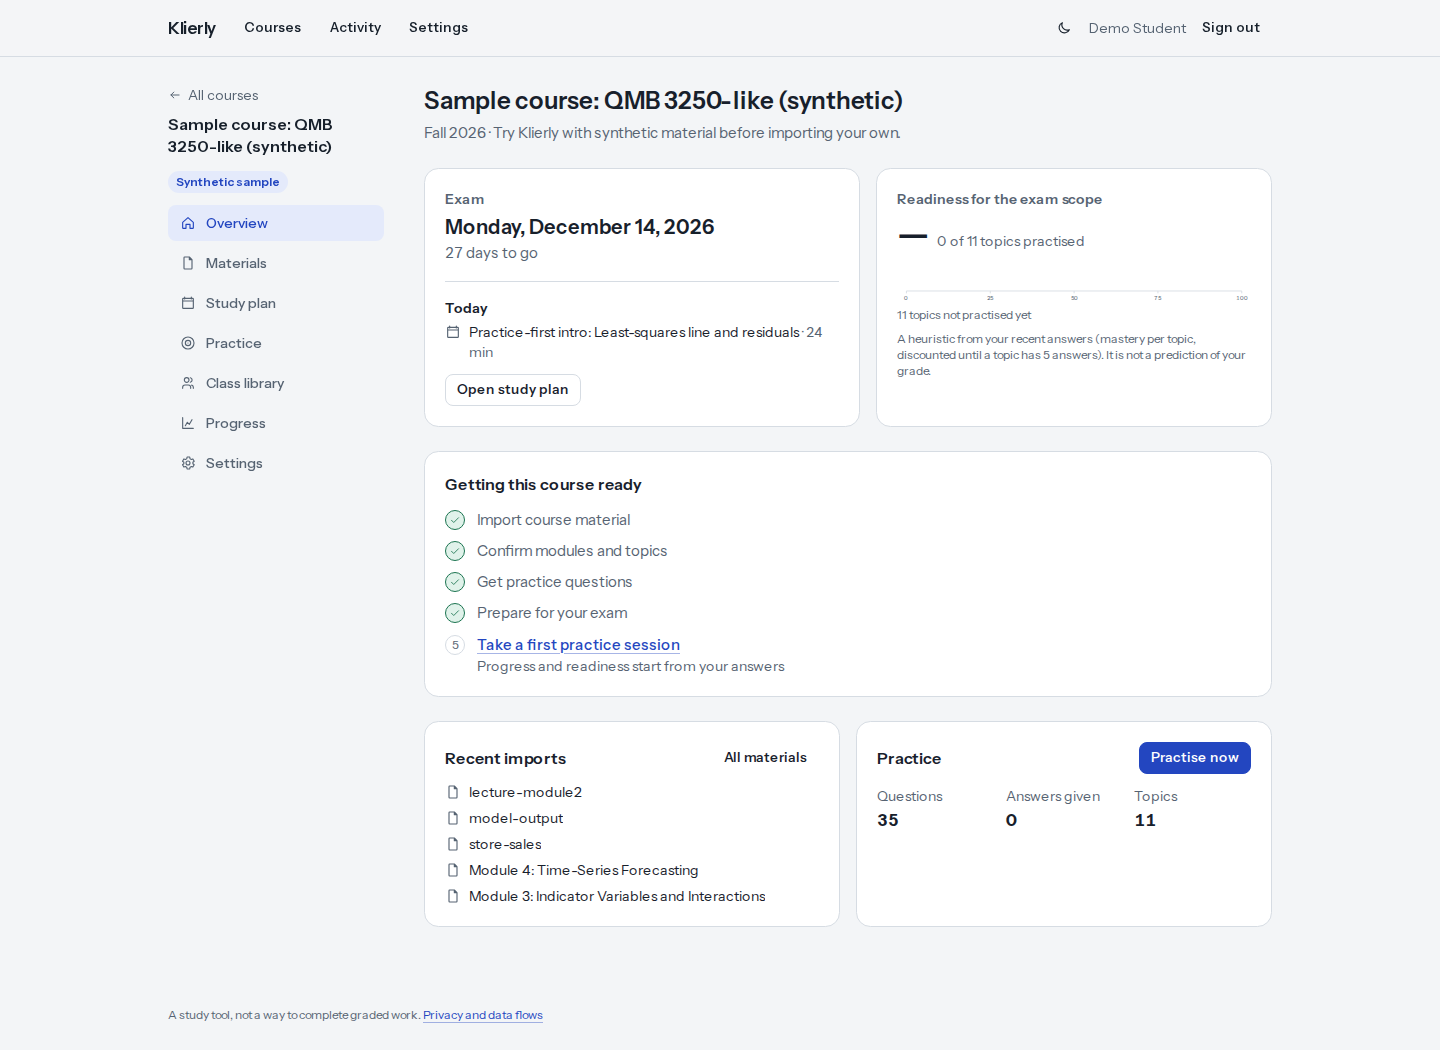 Klierly
Courses
Activity
Settings
Demo Student
Sign out
All courses
Sample course: QMB
3250-like (synthetic)
Synthetic sample
Overview
Materials
Study plan
Practice
Class library
Progress
Settings
Sample course: QMB 3250-like (synthetic)
Fall 2026 · Try Klierly with synthetic material before importing your own.
Exam
Monday, December 14, 2026
27 days to go
Today
Practice-first intro: Least-squares line and residuals · 24
min
Open study plan
Readiness for the exam scope
— 0 of 11 topics practised
0 25 50 75 100
11 topics not practised yet
A heuristic from your recent answers (mastery per topic,
discounted until a topic has 5 answers). It is not a prediction of your
grade.
Getting this course ready
Import course material
Confirm modules and topics
Get practice questions
Prepare for your exam
5 Take a first practice session
Progress and readiness start from your answers
Recent imports
All materials
lecture-module2
model-output
store-sales
Module 4: Time-Series Forecasting
Module 3: Indicator Variables and Interactions
Practice
Practise now
Questions Answers given Topics
35 0 11
A study tool, not a way to complete graded work. Privacy and data flows